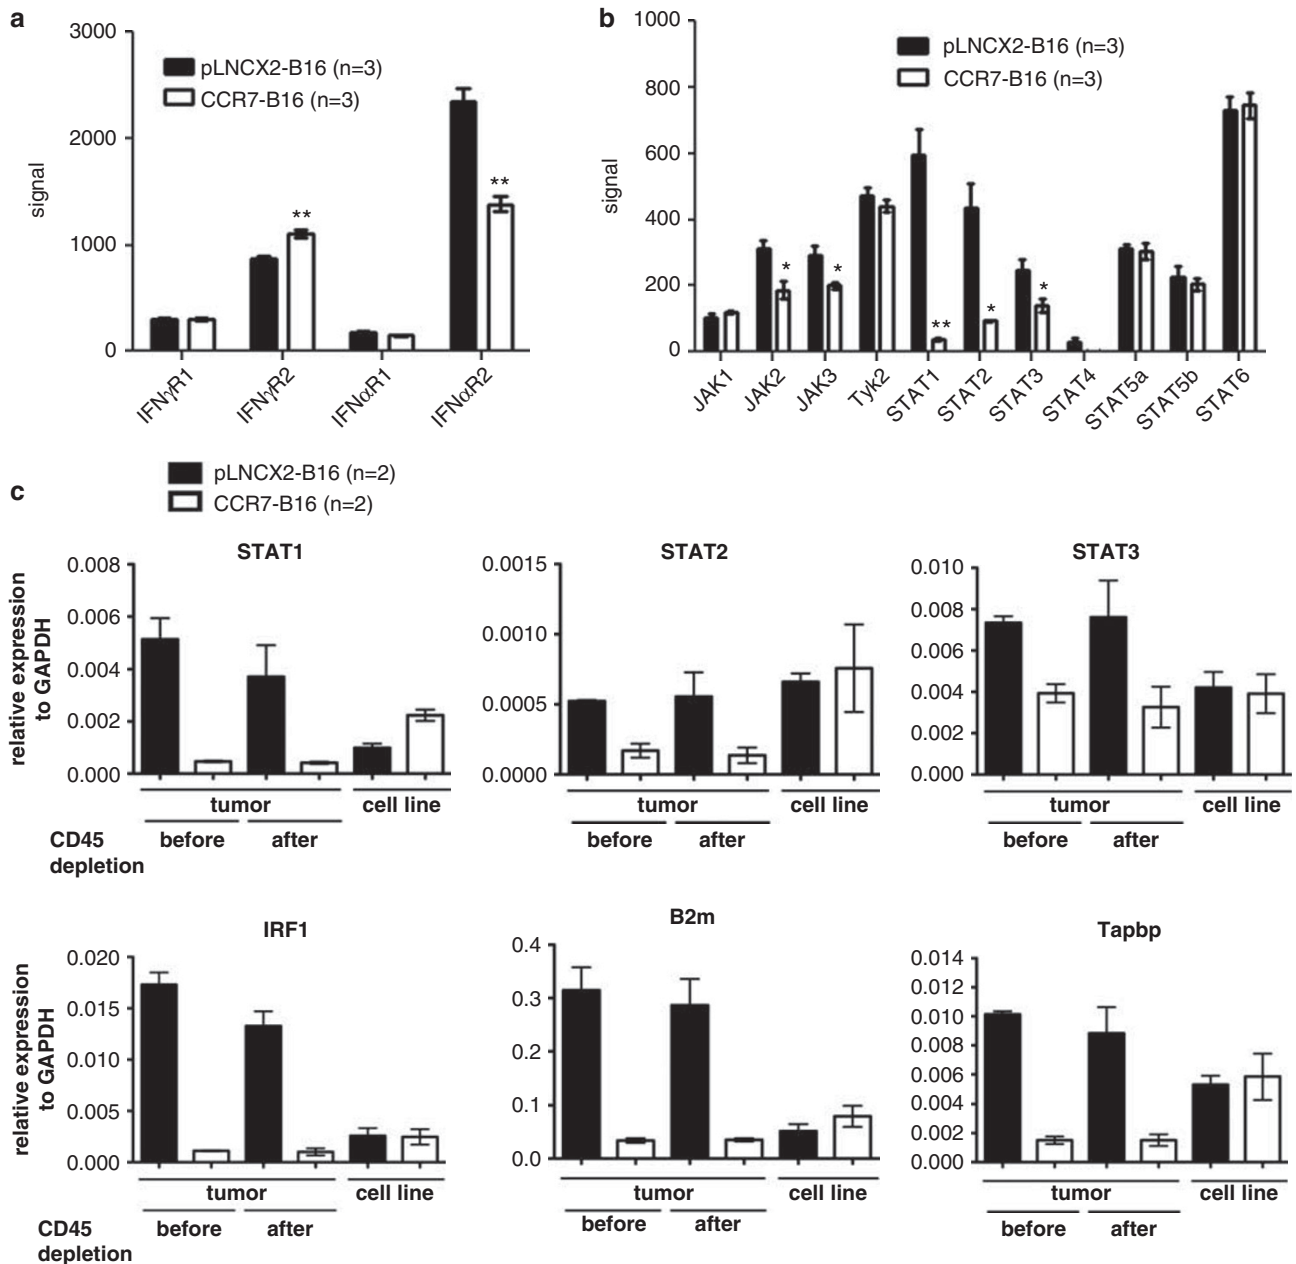 a
3000
2000
1000
0
signal
pLNCX2-B16 (n=3)
CCR7-B16 (n=3)
**
**
IFNγR1
IFNγR2
IFNαR1
IFNαR2
b
1000
800
600
400
200
0
signal
pLNCX2-B16 (n=3)
CCR7-B16 (n=3)
*
*
**
*
*
JAK1
JAK2
JAK3
Tyk2
STAT1
STAT2
STAT3
STAT4
STAT5a
STAT5b
STAT6
c
pLNCX2-B16 (n=2)
CCR7-B16 (n=2)
STAT1
relative expression
to GAPDH
0.008
0.006
0.004
0.002
0.000
tumor
cell line
CD45
depletion
before
after
STAT2
0.0015
0.0010
0.0005
0.0000
tumor
cell line
before
after
STAT3
0.010
0.008
0.006
0.004
0.002
0.000
tumor
cell line
before
after
IRF1
relative expression
to GAPDH
0.020
0.015
0.010
0.005
0.000
tumor
cell line
CD45
depletion
before
after
B2m
0.4
0.3
0.2
0.1
0.0
tumor
cell line
before
after
Tapbp
0.014
0.012
0.010
0.008
0.006
0.004
0.002
0.000
tumor
cell line
before
after